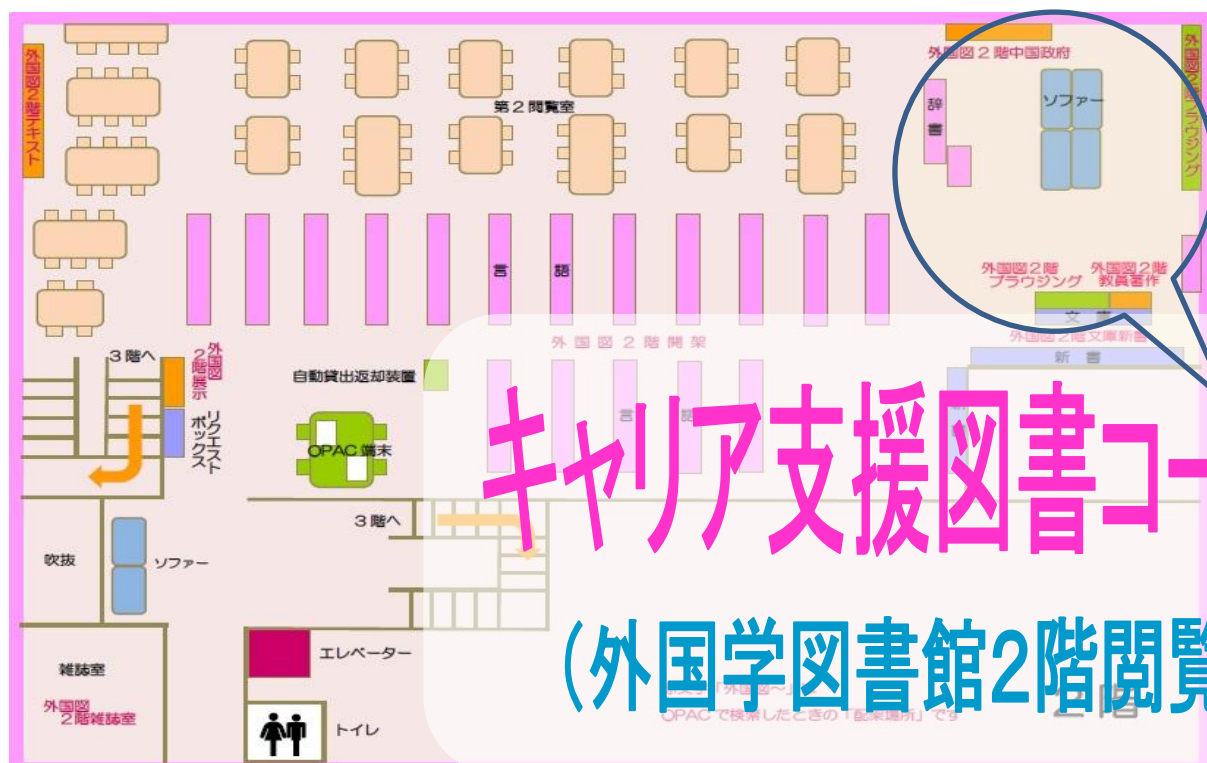 外国図2階中国政府
外国図2階テキスト
外国図2階ブラウジング
第2閲覧室
辞書
ソファー
言語
外国図2階
ブラウジング
外国図2階
教員著作
文庫
外国図2階文庫新書
新書
外国図2階開架
3階へ
外国図
2階展示
自動貸出返却装置
言語
リクエスト
ボックス
OPAC端末
キャリア支援図書コー
3階へ
吹抜
ソファー
(外国学図書館2階閲覧
エレベーター
雑誌室
外国図
2階雑誌室
「外国図~」
OPACで検索したときの「配架場所」です
2階
トイレ